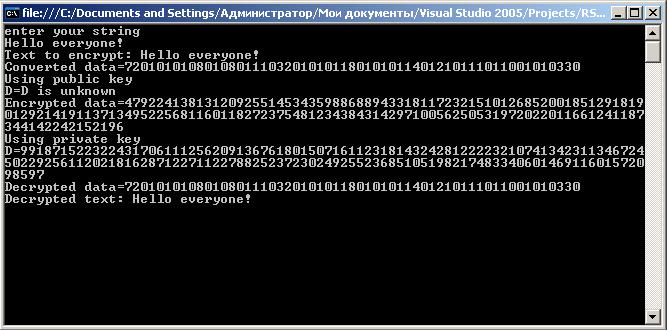 file:///C:/Documents and Settings/Администратор/Мои документы/Visual Studio 2005/Projects/RS...
enter your string
Hello everyone!
Text to encrypt: Hello everyone!
Converted data=720101010801080111032010101180101011401210111011001010330
Using public key
D=D is unknown
Encrypted data=479224138131209255145343598868894331811723215101268520018512918190
01292141911371349522568116011827237548123438431429710056250531972022011661241187
344142242152196
Using private key
D=991871522322243170611125620913676180150716112318143242812222321074134231134672450
50229256112021816287122711227882523723024925523685105198217483340601469116015720
98597
Decrypted data=720101010801080111032010101180101011401210111011001010330
Decrypted text: Hello everyone!